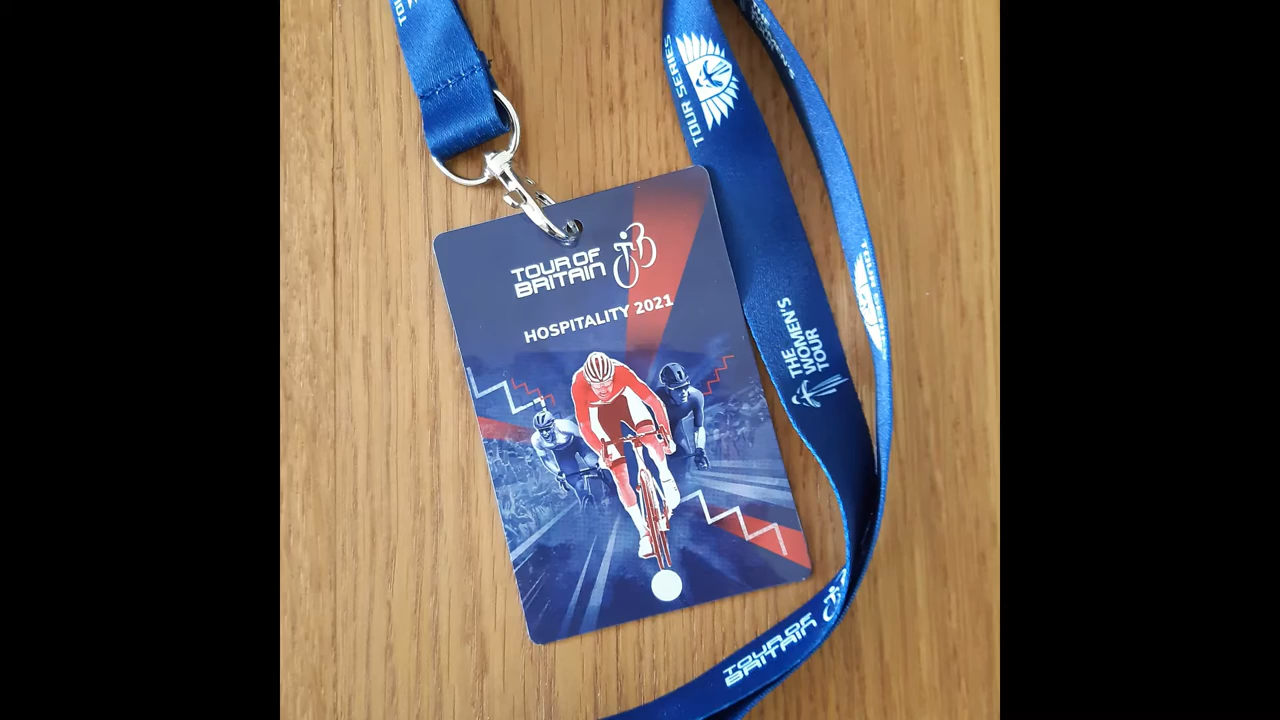 TOUR SERIES
TOUR OF
BRITAIN
HOSPITALITY 2021
THE
WOMEN'S
TOUR
TOUR OF
BRITAIN